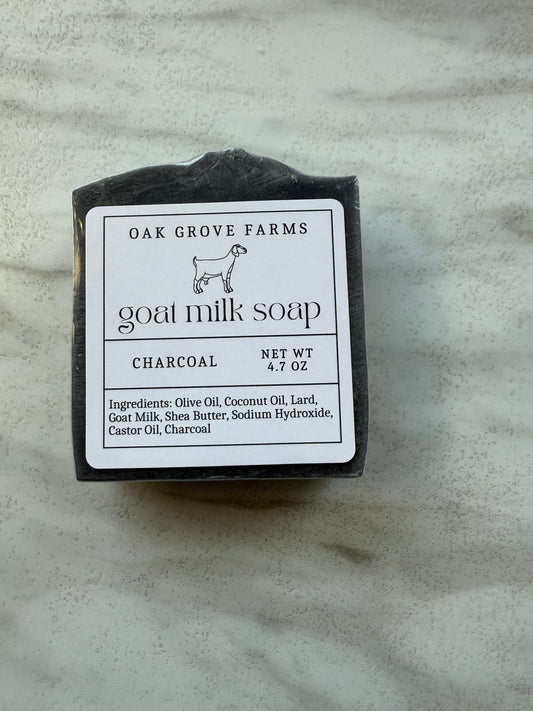 OAK GROVE FARMS
goat milk soap
CHARCOAL
NET WT
4.7 OZ
Ingredients: Olive Oil, Coconut Oil, Lard,
Goat Milk, Shea Butter, Sodium Hydroxide,
Castor Oil, Charcoal